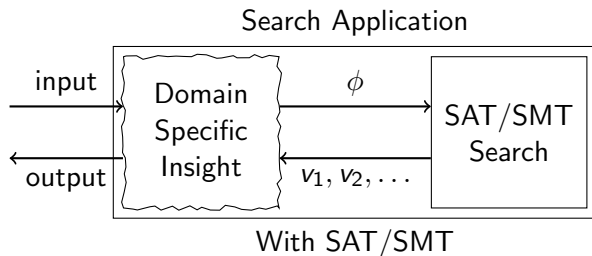 Search Application
input
Domain
Specific
Insight
ϕ
SAT/SMT
Search
output
v₁, v₂, . . .
With SAT/SMT